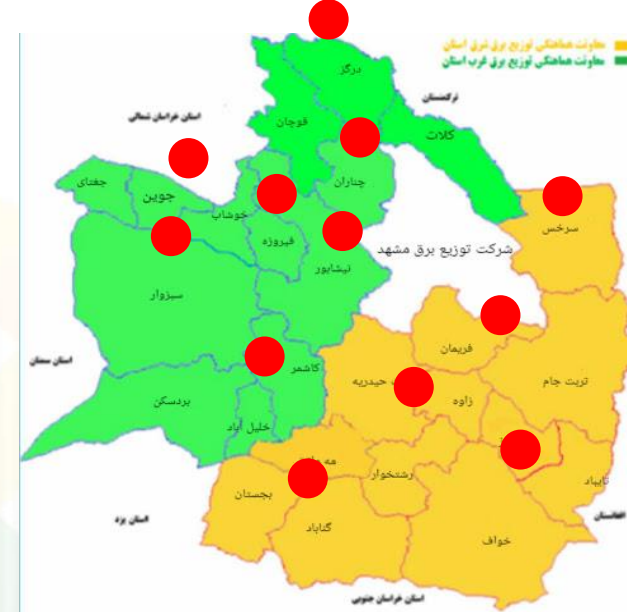 معاونت هماهنگی توزیع برق شرق استان
معاونت هماهنگی توزیع برق غرب استان
درگز
ترکمنستان
استان خراسان شمالی
قوچان
کلات
چناران
جغتای
جوین
خوشاب
سرخس
فیروزه
شرکت توزیع برق مشهد
نیشابور
سبزوار
فریمان
استان سمنان
کاشمر
حیدریه
تربت جام
زاوه
بردسکن
خلیل آباد
مه
رشتخوار
تایباد
بجستان
افغانستان
استان یزد
گناباد
خواف
استان خراسان جنوبی